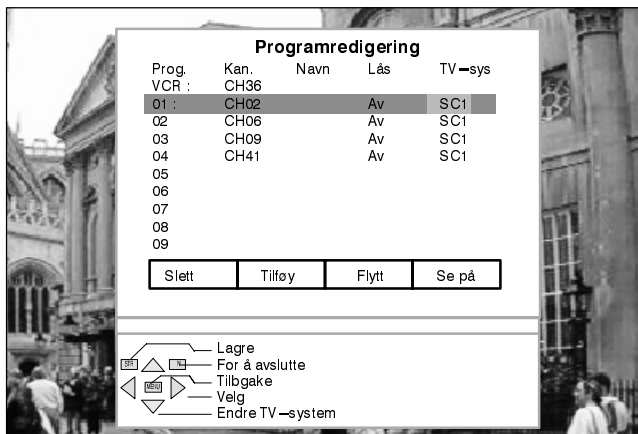 Programredigering
Prog. Kan. Navn Lås TV-sys
VCR : CH36
01 : CH02 Av SC1
02 CH06 Av SC1
03 CH09 Av SC1
04 CH41 Av SC1
05
06
07
08
09
Slett Tilføy Flytt Se på
Lagre
STR N For å avslutte
MENU Tilbgake
Velg
Endre TV-system